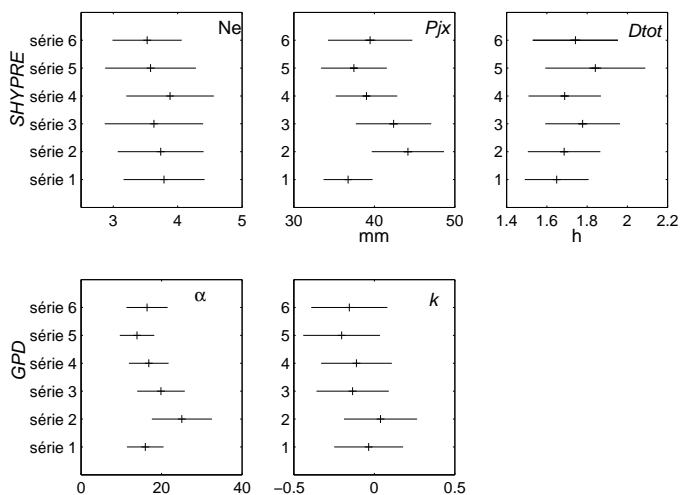 SHYPRE
Ne
série 6
série 5
série 4
série 3
série 2
série 1
3 4 5
Pjx
6
5
4
3
2
1
30 40 50
mm
Dtot
6
5
4
3
2
1
1.4 1.6 1.8 2 2.2
h
GPD
α
série 6
série 5
série 4
série 3
série 2
série 1
0 20 40
k
6
5
4
3
2
1
−0.5 0 0.5